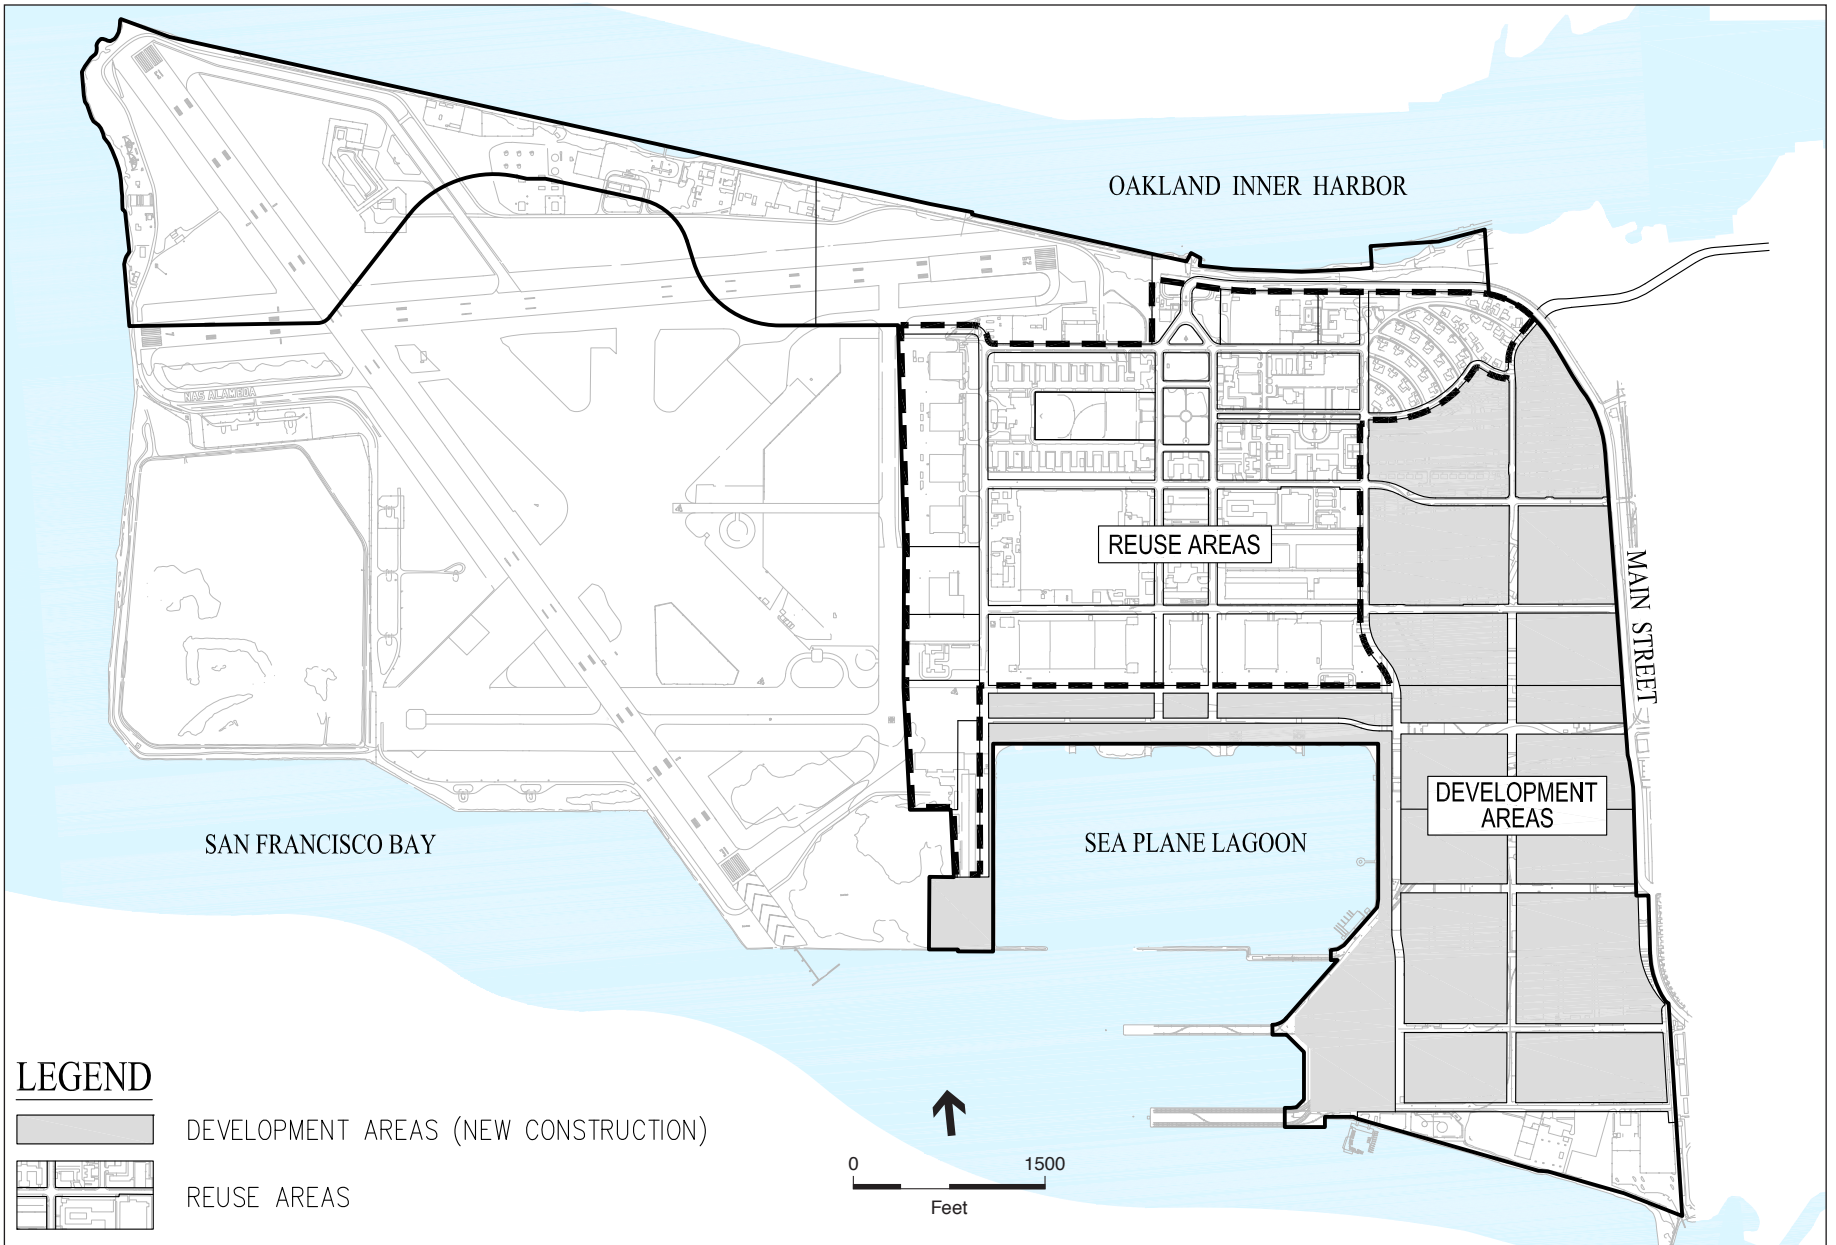 OAKLAND INNER HARBOR
NAS ALAMEDA
REUSE AREAS
MAIN STREET
DEVELOPMENT
AREAS
SAN FRANCISCO BAY
SEA PLANE LAGOON
LEGEND
DEVELOPMENT AREAS (NEW CONSTRUCTION)
REUSE AREAS
0 1500
Feet